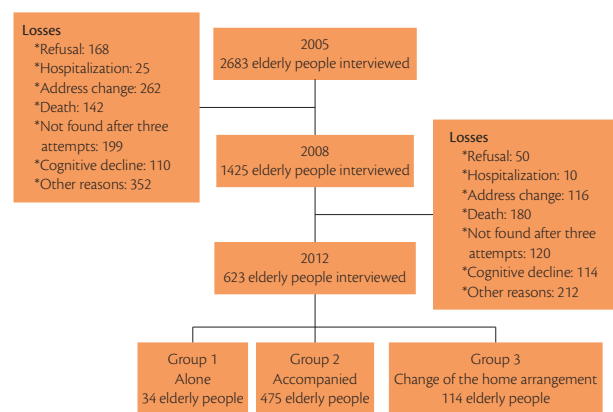 Losses
*Refusal: 168
*Hospitalization: 25
*Address change: 262
*Death: 142
*Not found after three
attempts: 199
*Cognitive decline: 110
*Other reasons: 352
2005
2683 elderly people interviewed
2008
1425 elderly people interviewed
Losses
*Refusal: 50
*Hospitalization: 10
*Address change: 116
*Death: 180
*Not found after three
attempts: 120
*Cognitive decline: 114
*Other reasons: 212
2012
623 elderly people interviewed
Group 1
Alone
34 elderly people
Group 2
Accompanied
475 elderly people
Group 3
Change of the home arrangement
114 elderly people